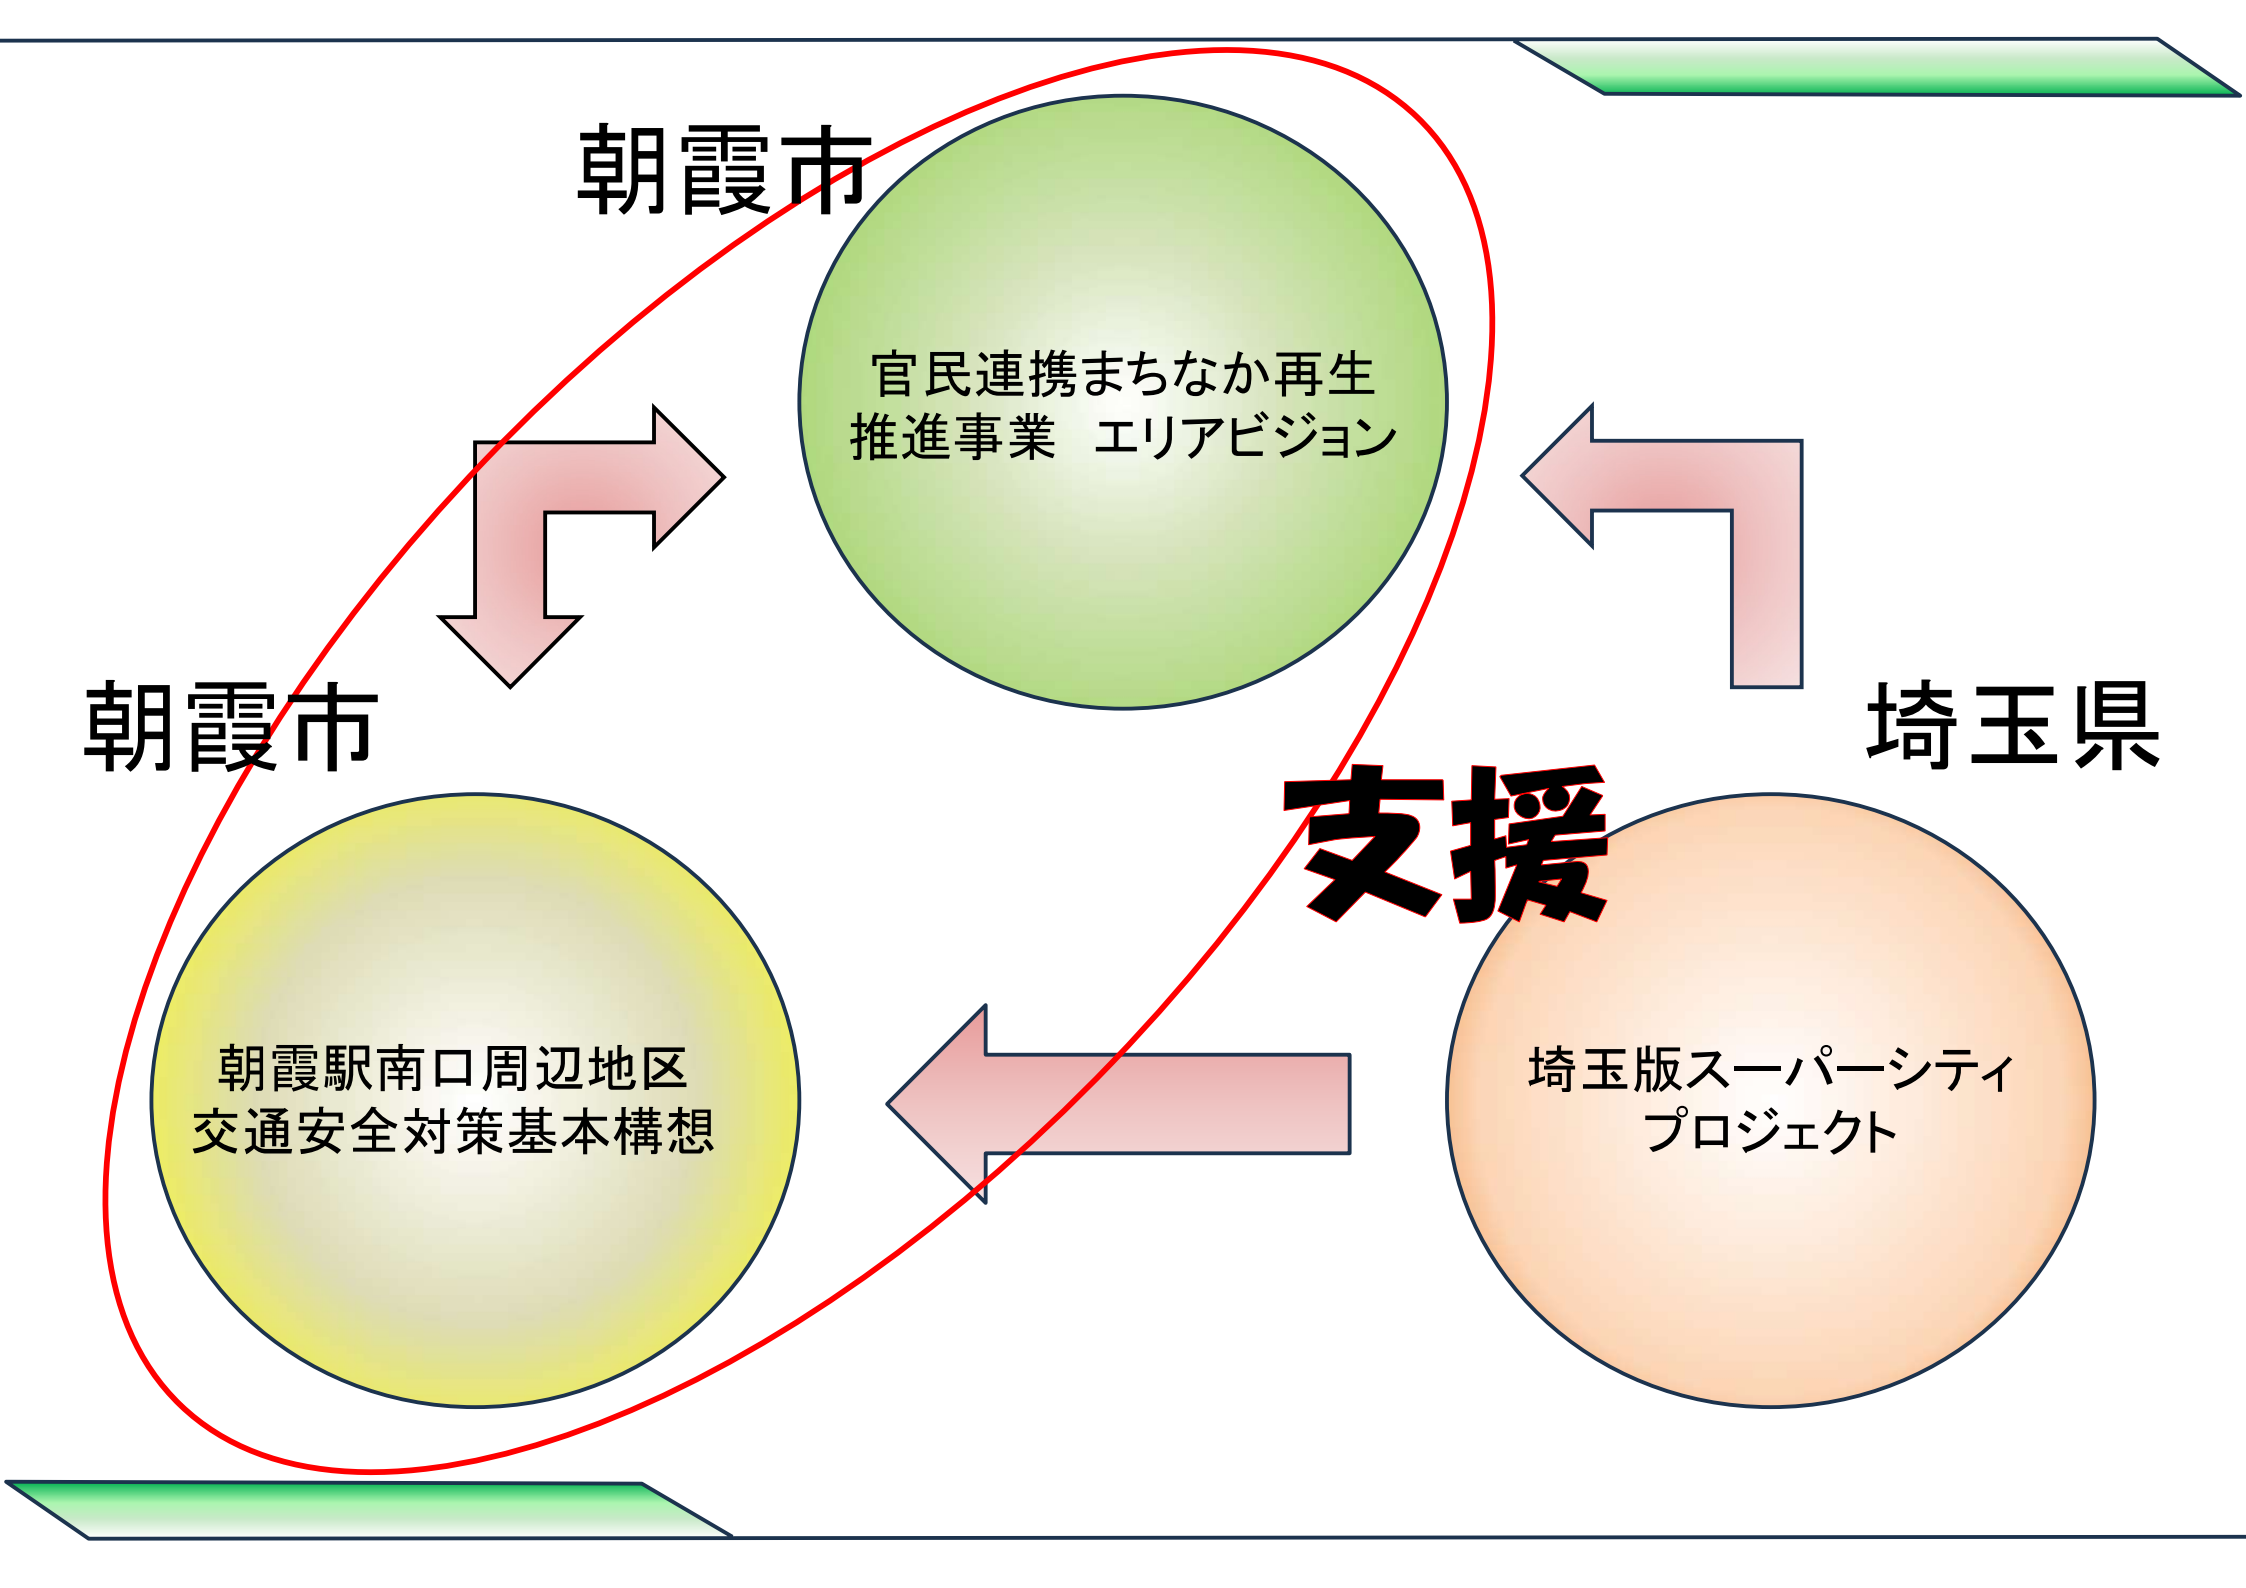 朝霞市
官民連携まちなか再生
推進事業　エリアビジョン
朝霞市
埼玉県
支援
朝霞駅南口周辺地区
交通安全対策基本構想
埼玉版スーパーシティ
プロジェクト